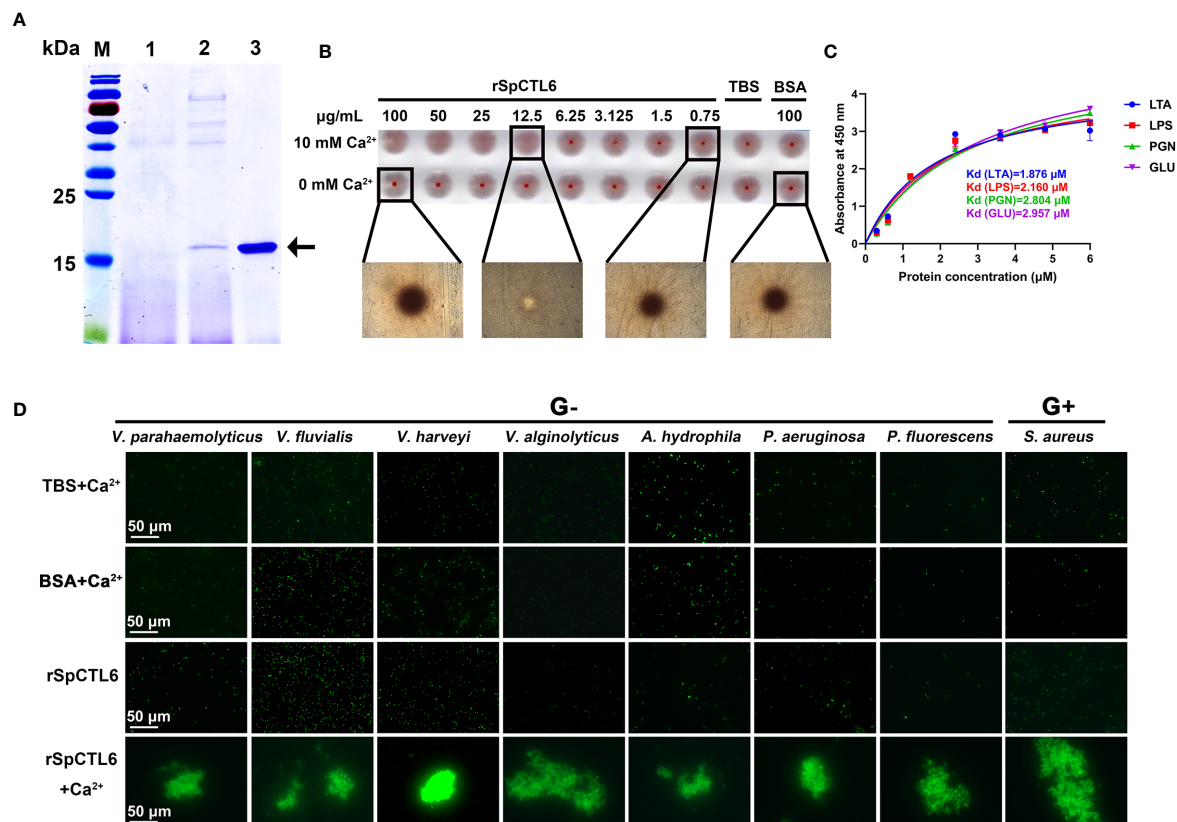 A
kDa M 1 2 3
25
15
B
rSpCTL6 TBS BSA
μg/mL 100 50 25 12.5 6.25 3.125 1.5 0.75 100
10 mM Ca²⁺
0 mM Ca²⁺
C
Absorbance at 450 nm
4
3
2
1
0
0 1 2 3 4 5 6
Protein concentration (μM)
Kd (LTA)=1.876 μM
Kd (LPS)=2.160 μM
Kd (PGN)=2.804 μM
Kd (GLU)=2.957 μM
LTA
LPS
PGN
GLU
D
G- G+
V. parahaemolyticus V. fluvialis V. harveyi V. alginolyticus A. hydrophila P. aeruginosa P. fluorescens S. aureus
TBS+Ca²⁺
50 μm
BSA+Ca²⁺
50 μm
rSpCTL6
50 μm
rSpCTL6
+Ca²⁺
50 μm